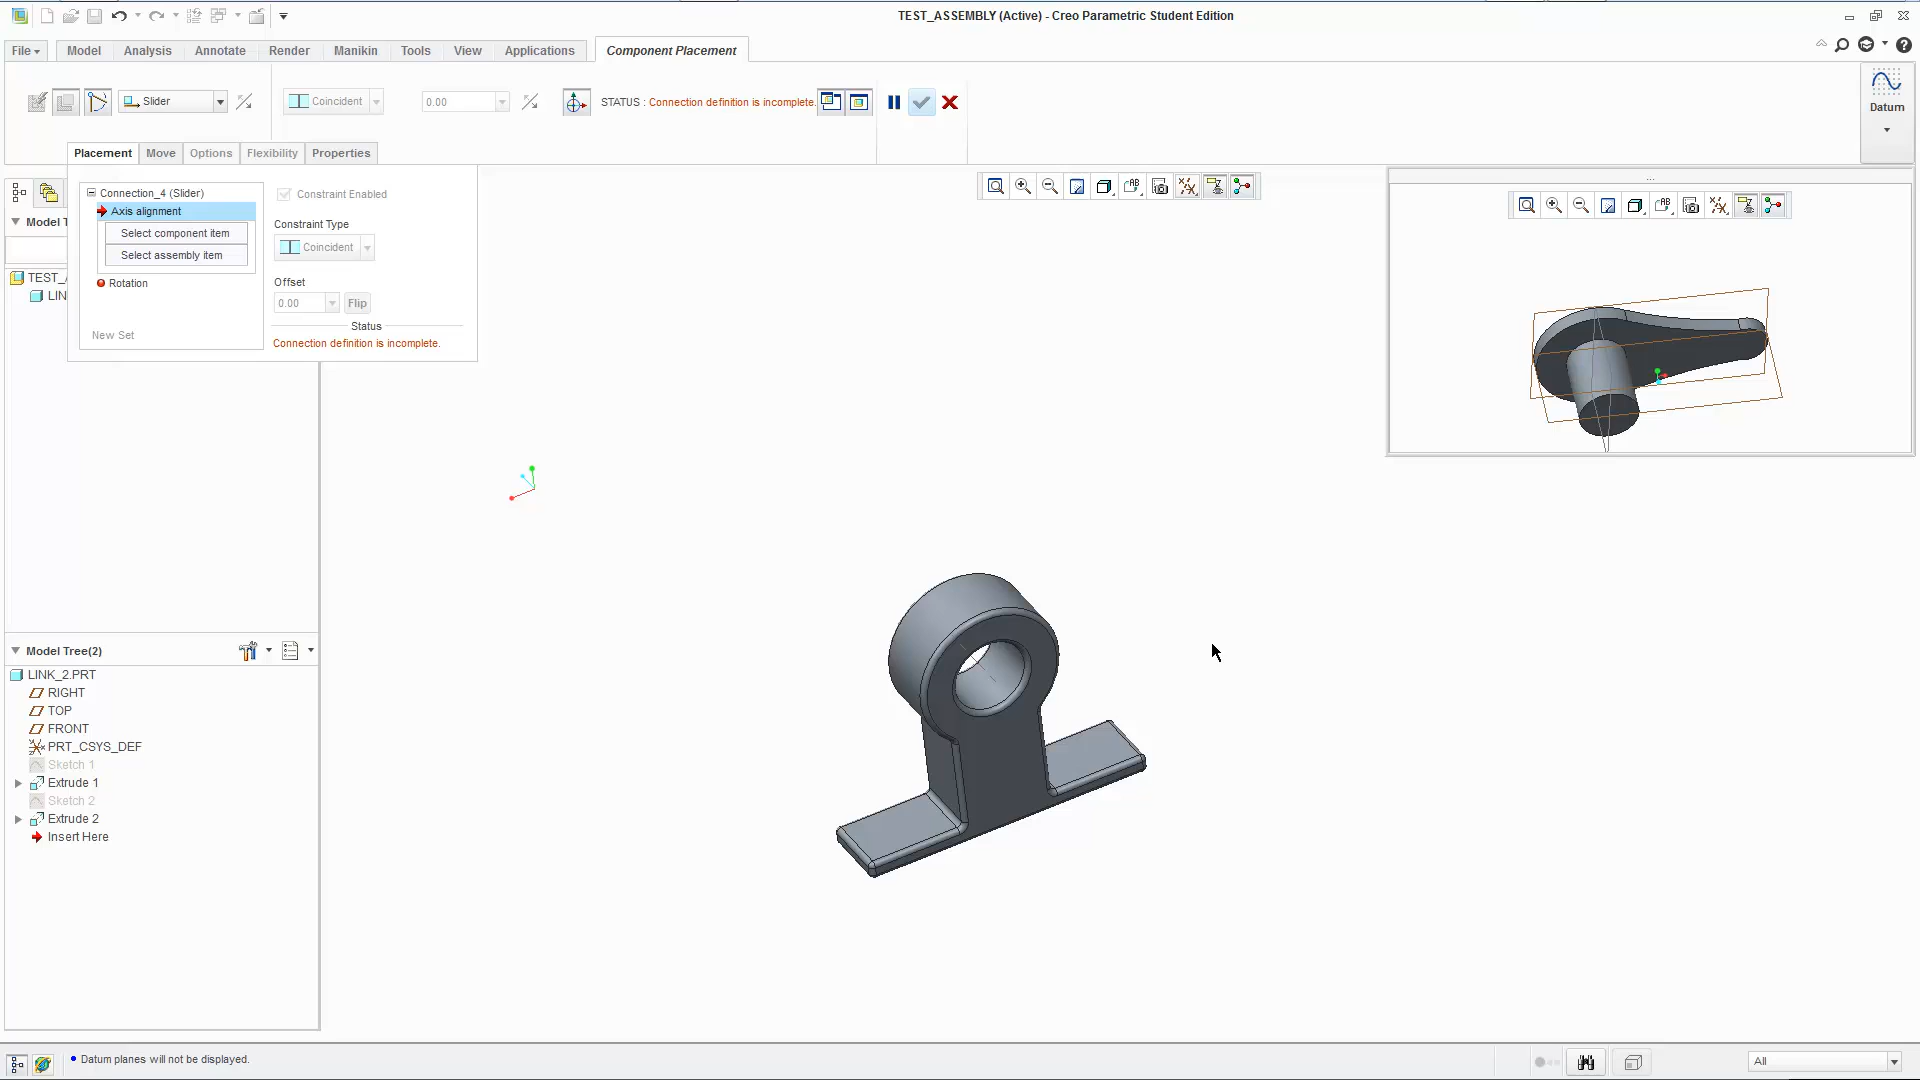 TEST_ASSEMBLY (Active) - Creo Parametric Student Edition
File
Model
Analysis
Annotate
Render
Manikin
Tools
View
Applications
Component Placement
Slider
Coincident
0.00
STATUS : Connection definition is incomplete.
Datum
Placement
Move
Options
Flexibility
Properties
Connection_4 (Slider)
Axis alignment
Select component item
Select assembly item
Rotation
New Set
Constraint Enabled
Constraint Type
Coincident
Offset
0.00
Flip
Status
Connection definition is incomplete.
...
Model T
TEST_
LIN
Model Tree(2)
LINK_2.PRT
RIGHT
TOP
FRONT
PRT_CSYS_DEF
Sketch 1
Extrude 1
Sketch 2
Extrude 2
Insert Here
Datum planes will not be displayed.
All